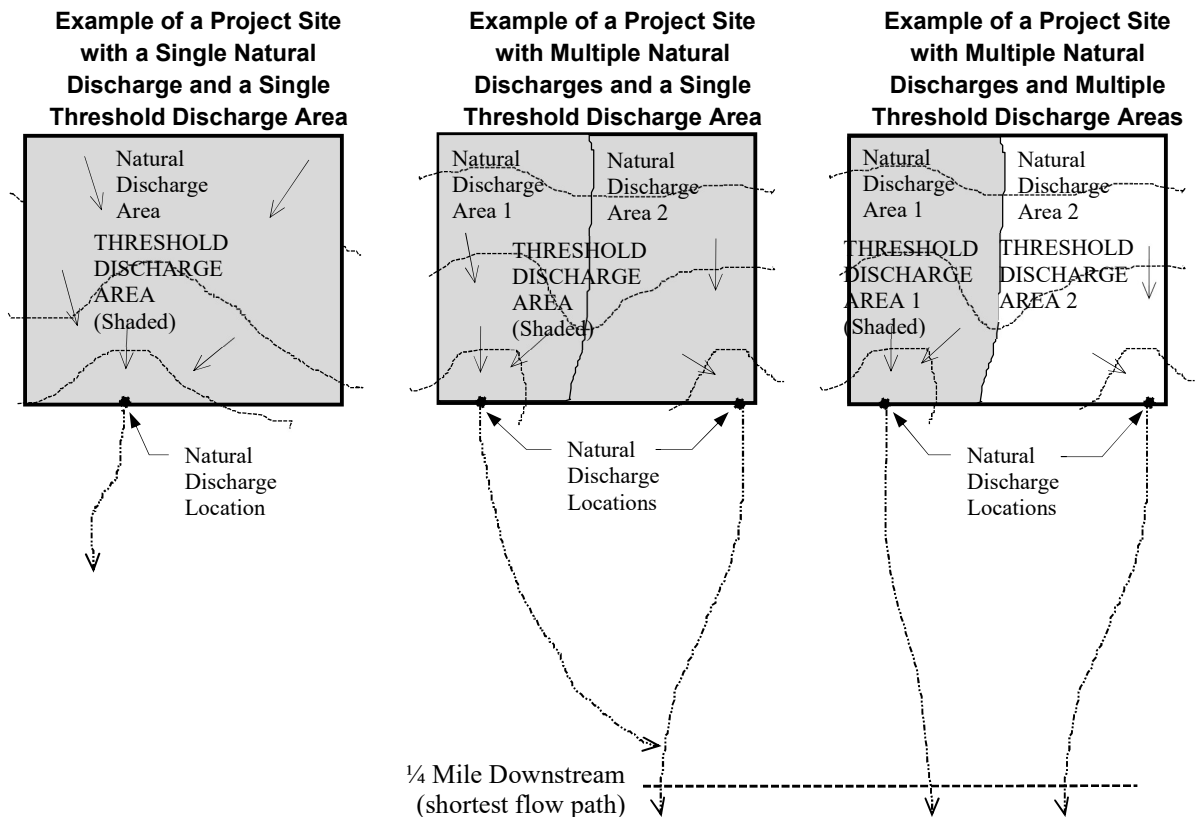 Example of a Project Site
with a Single Natural
Discharge and a Single
Threshold Discharge Area
Natural
Discharge
Area
THRESHOLD
DISCHARGE
AREA
(Shaded)
Natural
Discharge
Location
Example of a Project Site
with Multiple Natural
Discharges and a Single
Threshold Discharge Area
Natural
Discharge
Area 1
Natural
Discharge
Area 2
THRESHOLD
DISCHARGE
AREA
(Shaded)
Natural
Discharge
Locations
Example of a Project Site
with Multiple Natural
Discharges and Multiple
Threshold Discharge Areas
Natural
Discharge
Area 1
Natural
Discharge
Area 2
THRESHOLD
DISCHARGE
AREA 1
(Shaded)
THRESHOLD
DISCHARGE
AREA 2
Natural
Discharge
Locations
¼ Mile Downstream
(shortest flow path)